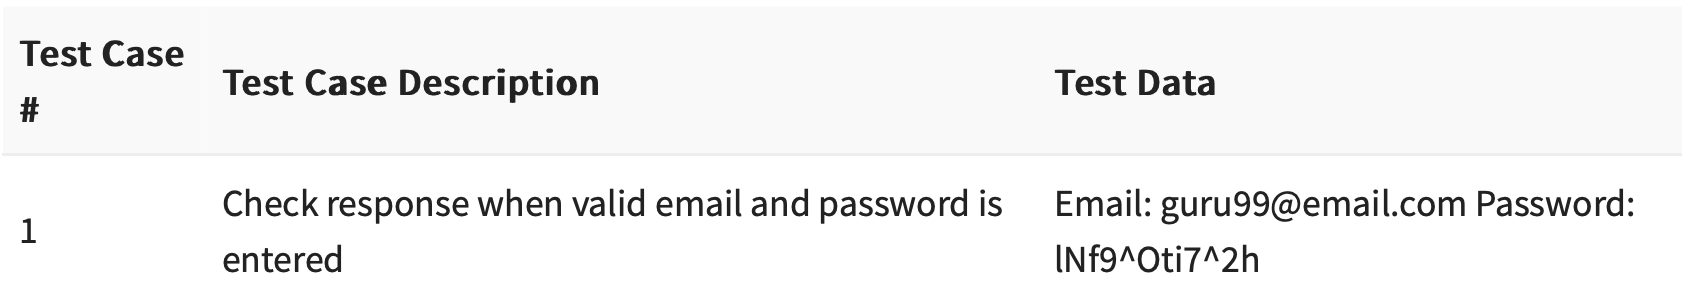 Test Case
#
Test Case Description
Test Data
1
Check response when valid email and password is
entered
Email: guru99@email.com Password:
lNf9^Oti7^2h